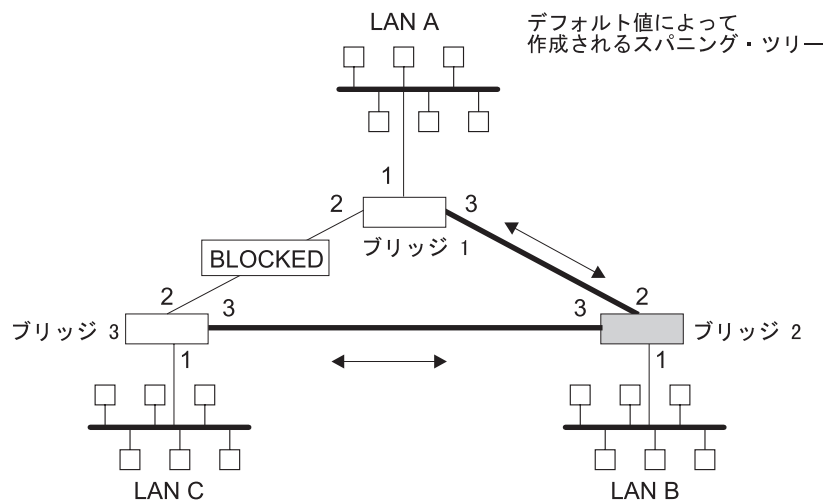 LAN A
デフォルト値によって
作成されるスパニング・ツリー
1
2
3
ブリッジ 1
BLOCKED
2
3
3
2
ブリッジ 3
ブリッジ 2
1
1
LAN C
LAN B